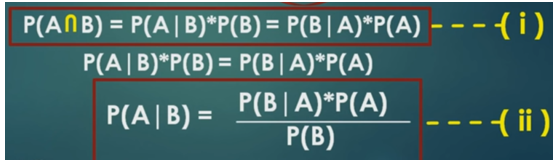 P(A∩B) = P(A|B)*P(B) = P(B|A)*P(A) ----(i)
P(A|B)*P(B) = P(B|A)*P(A)
P(A|B) = P(B|A)*P(A) / P(B) ----(ii)